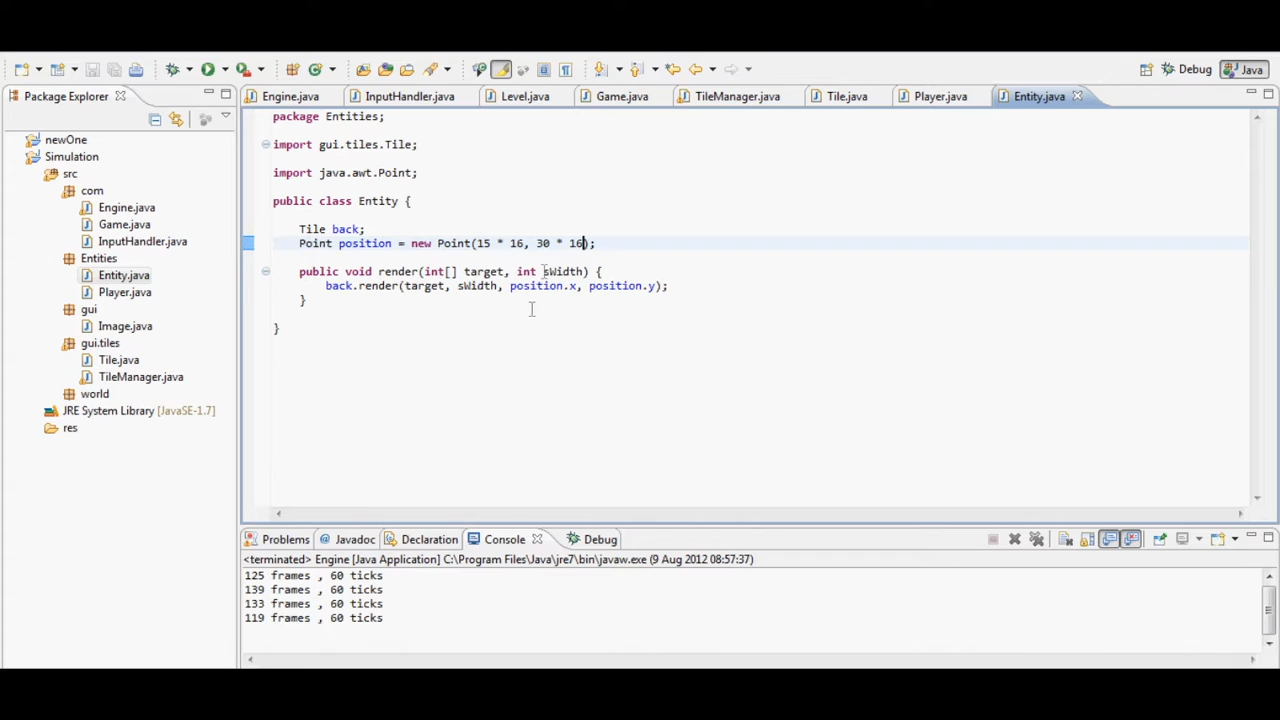 Debug
Java
Package Explorer
Engine.java
InputHandler.java
Level.java
Game.java
TileManager.java
Tile.java
Player.java
Entity.java
newOne
Simulation
src
com
Engine.java
Game.java
InputHandler.java
Entities
Entity.java
Player.java
gui
Image.java
gui.tiles
Tile.java
TileManager.java
world
JRE System Library [JavaSE-1.7]
res
package Entities;
import gui.tiles.Tile;
import java.awt.Point;
public class Entity {
Tile back;
Point position = new Point(15 * 16, 30 * 16);
public void render(int[] target, int sWidth) {
back.render(target, sWidth, position.x, position.y);
}
}
Problems
Javadoc
Declaration
Console
Debug
<terminated> Engine [Java Application] C:\Program Files\Java\jre7\bin\javaw.exe (9 Aug 2012 08:57:37)
125 frames , 60 ticks
139 frames , 60 ticks
133 frames , 60 ticks
119 frames , 60 ticks